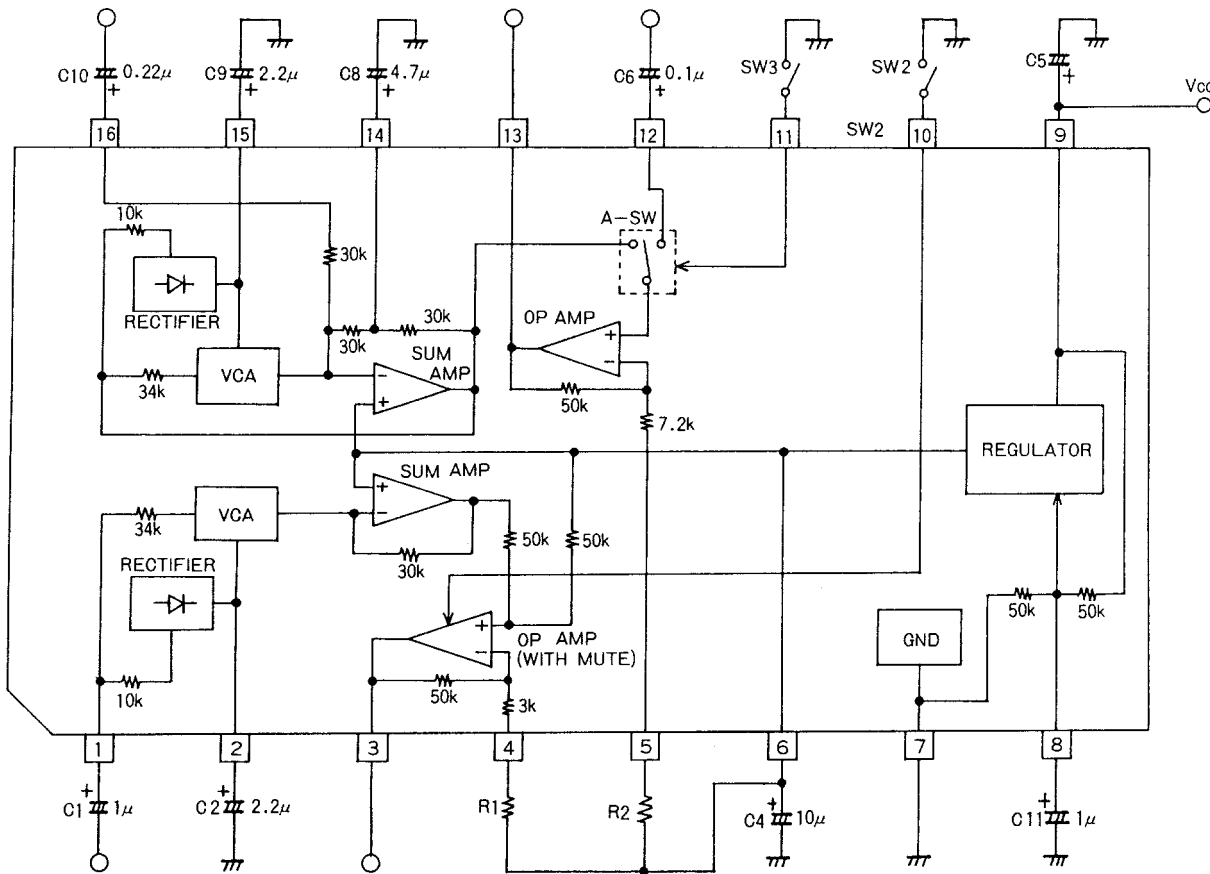 C10 0.22μ
+
C9 2.2μ
+
C8 4.7μ
+
C6 0.1μ
+
SW3
SW2
C5
+
Vcc
16
15
14
13
12
11
SW2
10
9
10k
30k
A-SW
RECTIFIER
30k
30k
OP AMP
+
−
SUM AMP
34k
VCA
−
+
50k
7.2k
REGULATOR
SUM AMP
+
−
34k
VCA
50k
50k
30k
RECTIFIER
50k
50k
+
−
OP AMP
(WITH MUTE)
GND
10k
50k
3k
1
2
3
4
5
6
7
8
+
C1 1μ
+
C2 2.2μ
R1
R2
+
C4 10μ
+
C11 1μ